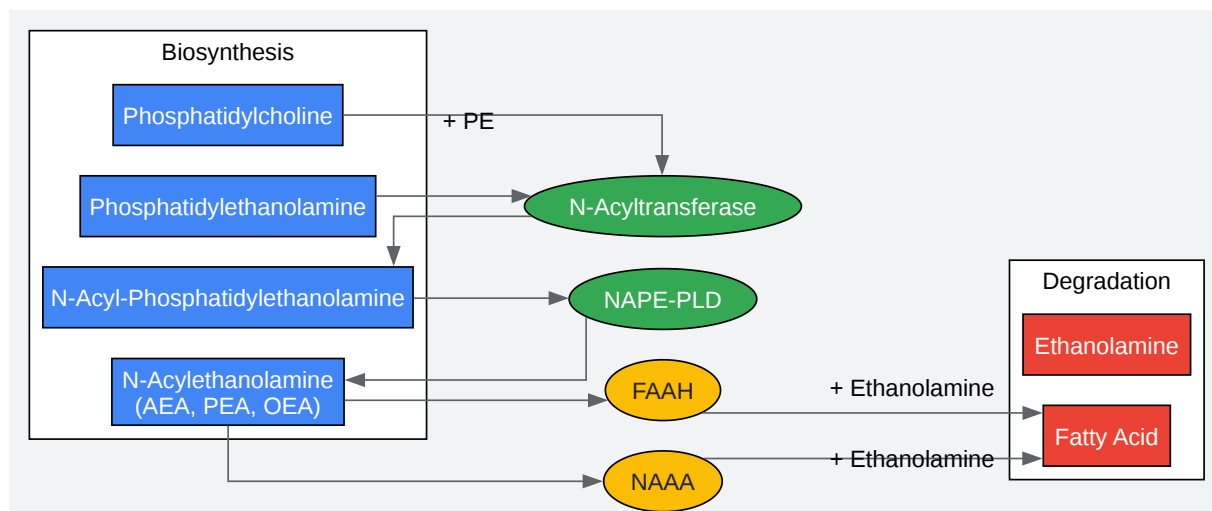 Biosynthesis
Phosphatidylcholine
+ PE
Phosphatidylethanolamine
N-Acyltransferase
N-Acyl-Phosphatidylethanolamine
NAPE-PLD
Degradation
Ethanolamine
N-Acylethanolamine
(AEA, PEA, OEA)
FAAH
+ Ethanolamine
Fatty Acid
NAAA
+ Ethanolamine